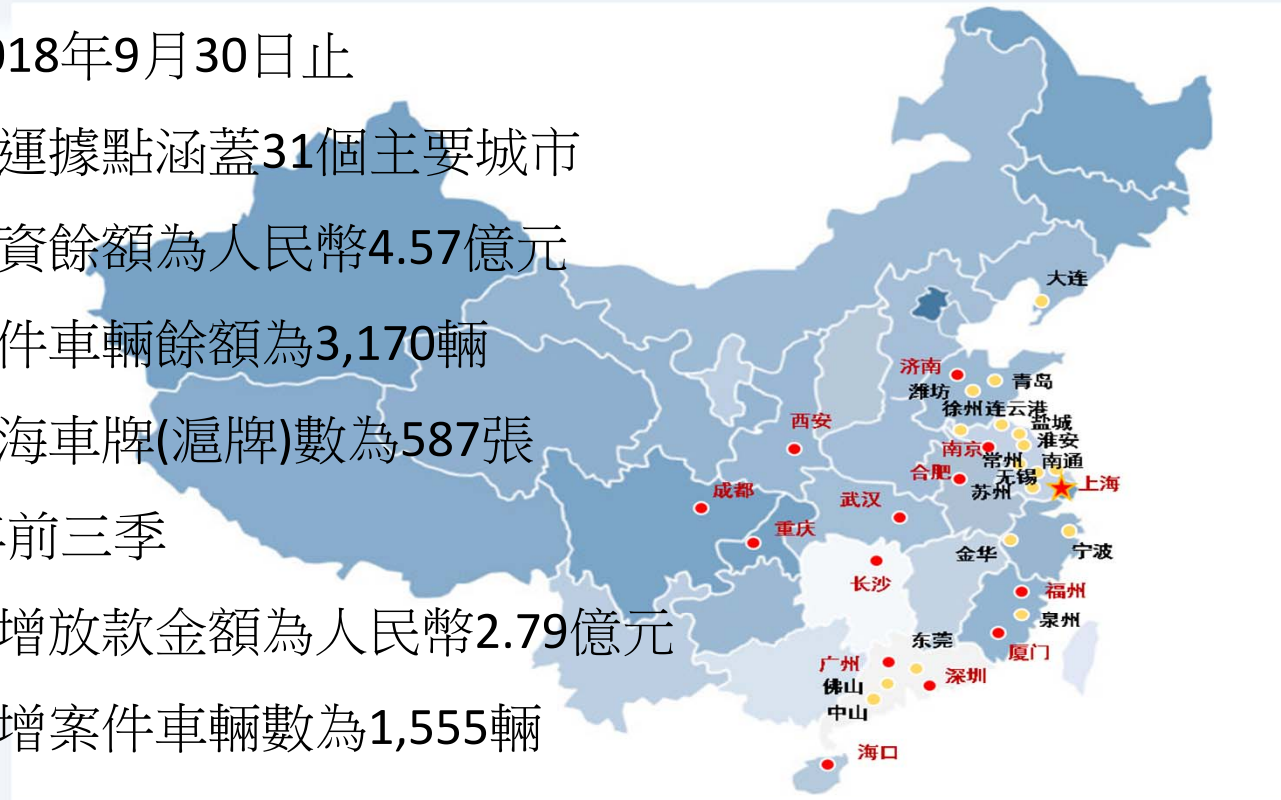 018年9月30日止
運據點涵蓋31個主要城市
資餘額為人民幣4.57億元
件車輛餘額為3,170輛
海車牌(滬牌)數為587張
前三季
增放款金額為人民幣2.79億元
增案件車輛數為1,555輛
大连
济南
青岛
潍坊
徐州
连云港
盐城
淮安
西安
南京
常州
南通
合肥
无锡
苏州
上海
成都
武汉
重庆
金华
宁波
长沙
福州
泉州
东莞
厦门
广州
深圳
佛山
中山
海口